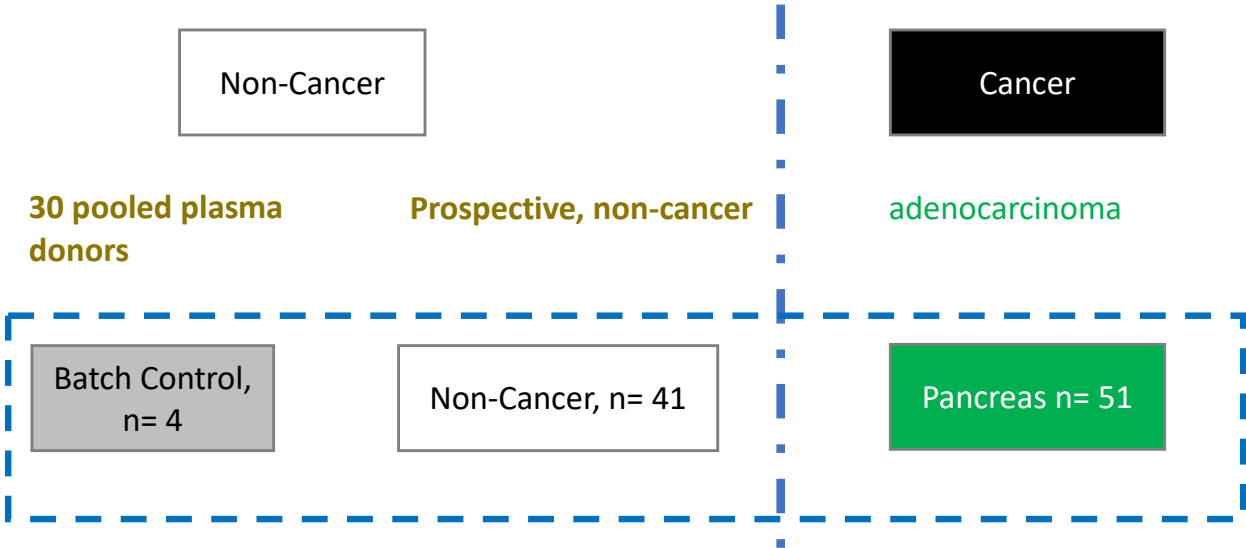 Non-Cancer
Cancer
30 pooled plasma
donors
Prospective, non-cancer
adenocarcinoma
Batch Control,
n= 4
Non-Cancer, n= 41
Pancreas n= 51